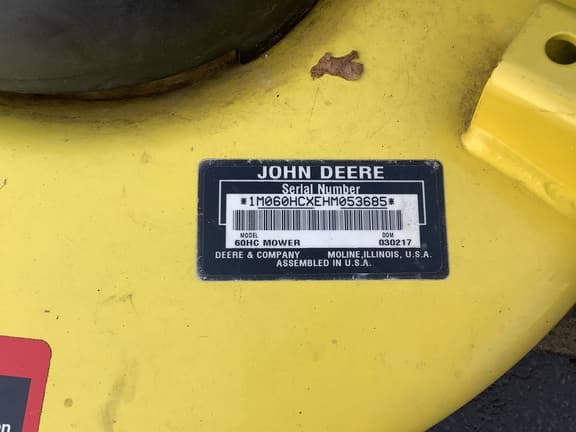 JOHN DEERE
Serial Number
*1M060HCXEHM053685*
MODEL DOM
60HC MOWER 030217
DEERE & COMPANY MOLINE,ILLINOIS, U.S.A.
ASSEMBLED IN U.S.A.